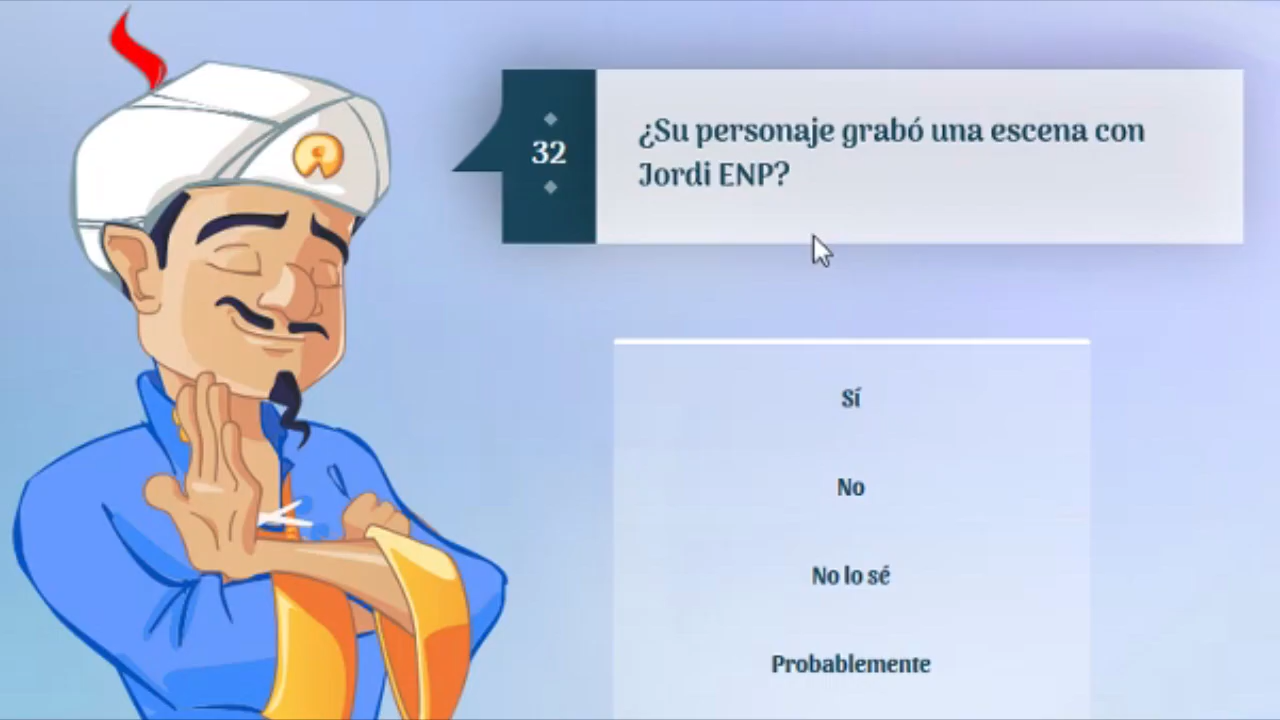 32
¿Su personaje grabó una escena con
Jordi ENP?
Sí
No
No lo sé
Probablemente